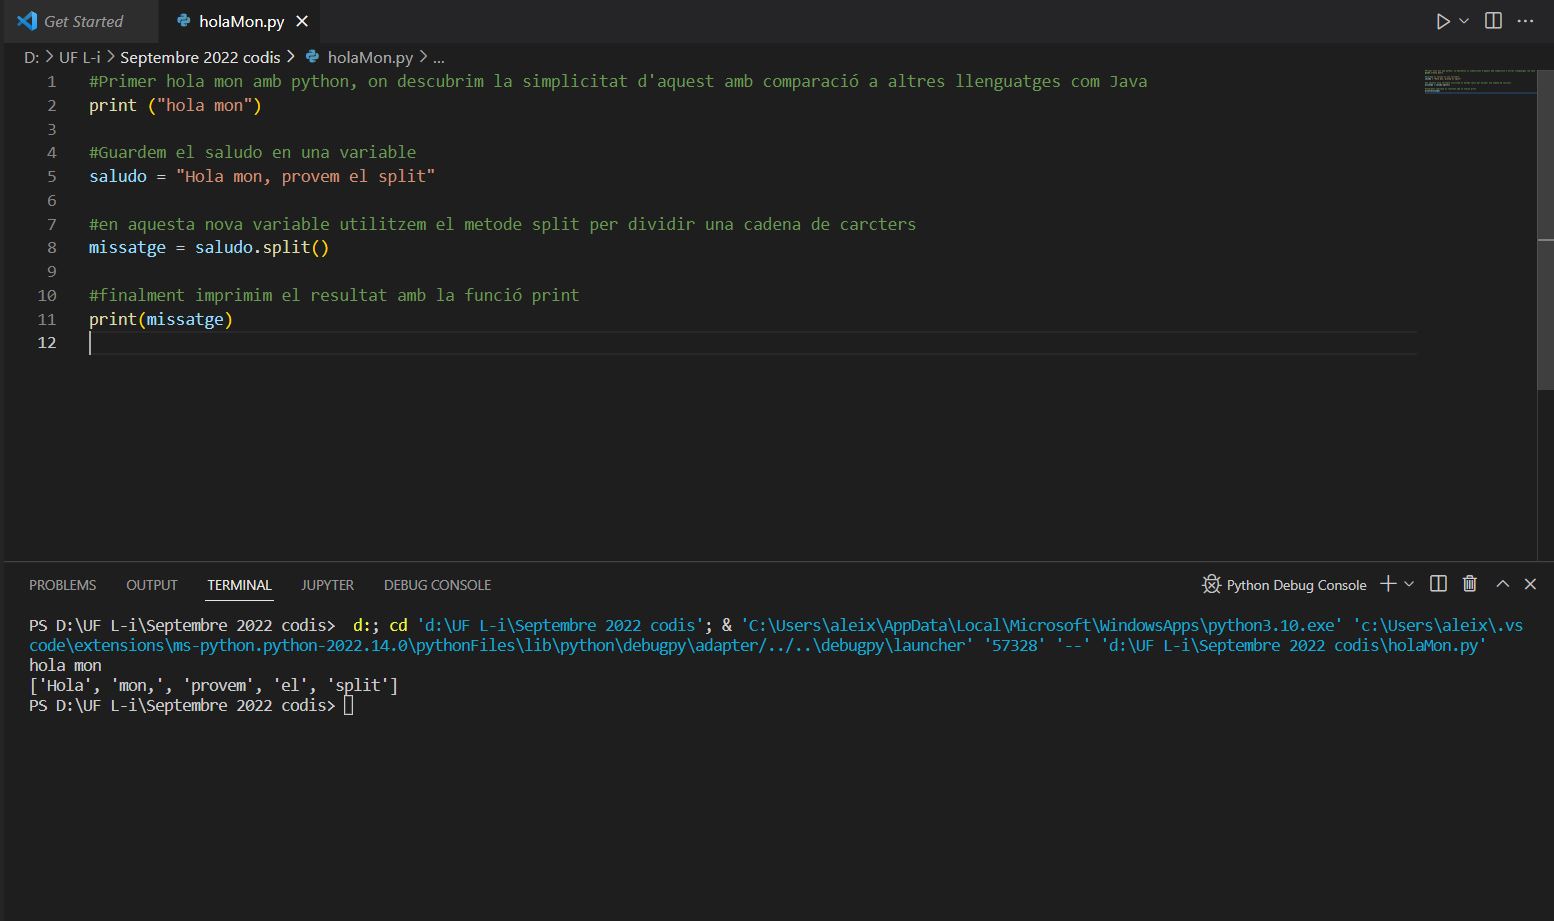 Get Started
holaMon.py
D: > UF L-i > Septembre 2022 codis > holaMon.py > ...
1 #Primer hola mon amb python, on descubrim la simplicitat d'aquest amb comparació a altres llenguatges com Java
2 print ("hola mon")
3
4 #Guardem el saludo en una variable
5 saludo = "Hola mon, provem el split"
6
7 #en aquesta nova variable utilitzem el metode split per dividir una cadena de carcters
8 missatge = saludo.split()
9
10 #finalment imprimim el resultat amb la funció print
11 print(missatge)
12
PROBLEMS OUTPUT TERMINAL JUPYTER DEBUG CONSOLE
Python Debug Console
PS D:\UF L-i\Septembre 2022 codis>  d:; cd 'd:\UF L-i\Septembre 2022 codis'; & 'C:\Users\aleix\AppData\Local\Microsoft\WindowsApps\python3.10.exe' 'c:\Users\aleix\.vs
code\extensions\ms-python.python-2022.14.0\pythonFiles\lib\python\debugpy\adapter/../..\debugpy\launcher' '57328' '--' 'd:\UF L-i\Septembre 2022 codis\holaMon.py'
hola mon
['Hola', 'mon,', 'provem', 'el', 'split']
PS D:\UF L-i\Septembre 2022 codis>